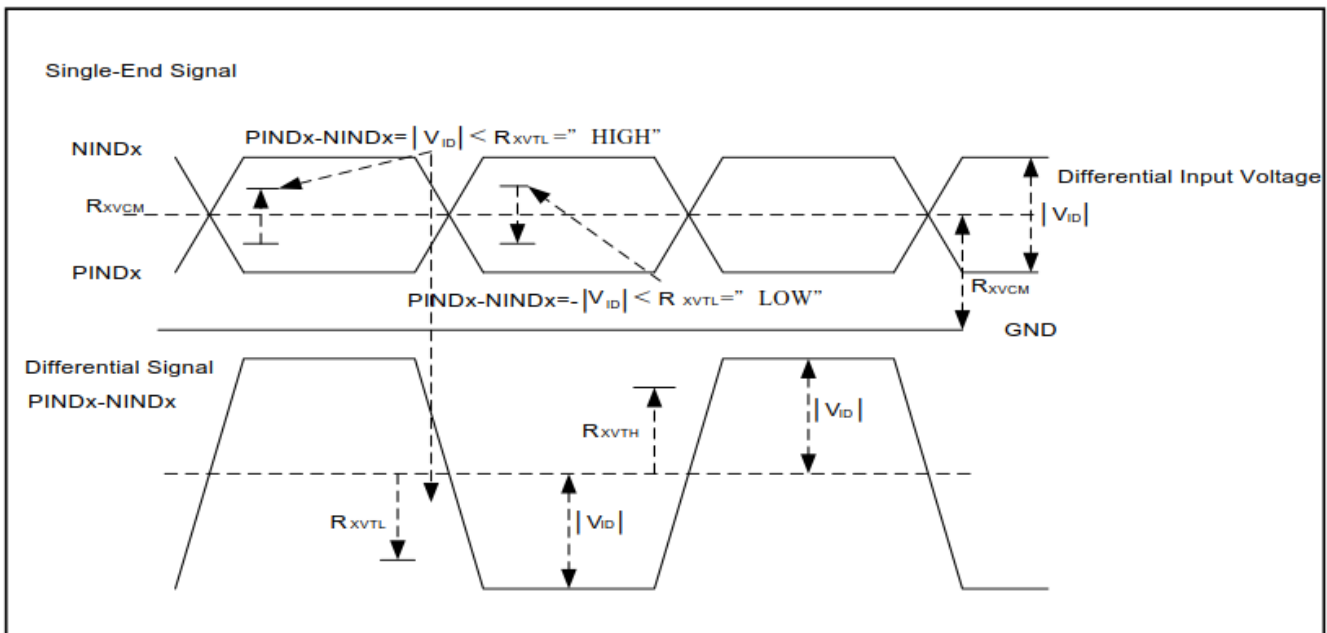 Single-End Signal
PINDx-NINDx=|VID| < RXVTL=” HIGH”
NINDx
Differential Input Voltage
RXVCM
|VID|
PINDx
RXVCM
PINDx-NINDx=-|VID| < R XVTL=” LOW”
GND
Differential Signal
PINDx-NINDx
|VID|
RXVTH
RXVTL
|VID|